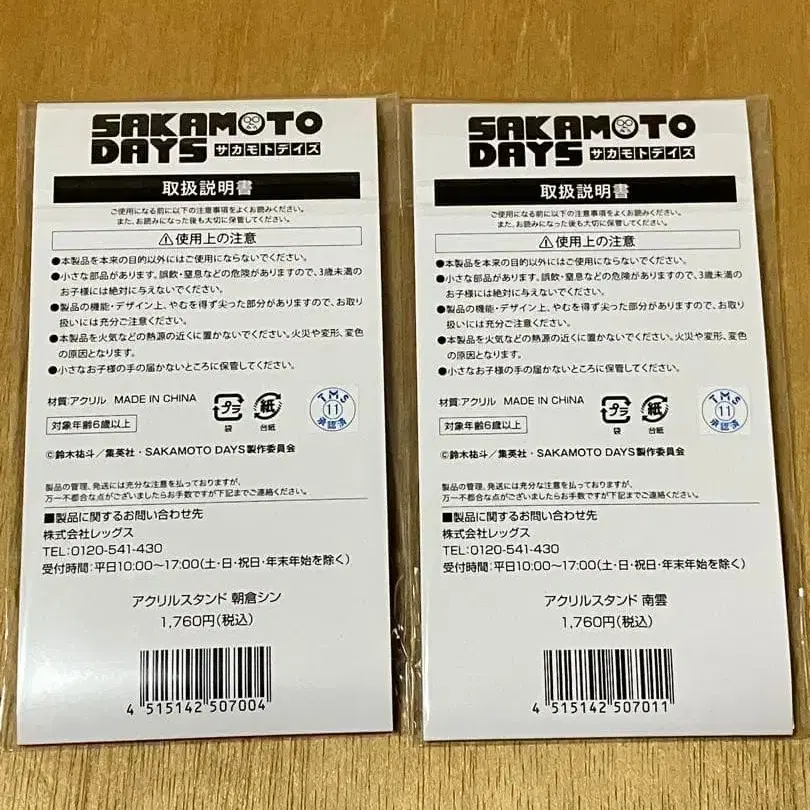 SAKAMOTO
DAYS サカモトデイズ
取扱説明書
ご使用になる前に以下の注意事項をよくお読みください。
また、お読みになった後も大切に保管してください。
⚠使用上の注意
●本製品を本来の目的以外にはご使用にならないでください。
●小さな部品があります。誤飲・窒息などの危険がありますので、3歳未満の
お子様には絶対に与えないでください。
●製品の機能・デザイン上、やむを得ず尖った部分がありますので、お取り
扱いには充分ご注意ください。
●本製品を火気などの熱源の近くに置かないでください。火災や変形、変色
の原因となります。
●小さなお子様の手の届かないところに保管してください。
材質:アクリル MADE IN CHINA
プラ
袋
紙
台紙
TMS
11
承認済
対象年齢6歳以上
©鈴木祐斗/集英社・SAKAMOTO DAYS製作委員会
製品の管理、発送には充分な注意を払っておりますが、
万一不都合な点がございましたらお手数ですが下記までご連絡ください。
■製品に関するお問い合わせ先
株式会社レッグス
TEL:0120-541-430
受付時間:平日10:00〜17:00(土・日・祝日・年末年始を除く)
アクリルスタンド 朝倉シン
1,760円(税込)
4 515142 507004
SAKAMOTO
DAYS サカモトデイズ
取扱説明書
ご使用になる前に以下の注意事項をよくお読みください。
また、お読みになった後も大切に保管してください。
⚠使用上の注意
●本製品を本来の目的以外にはご使用にならないでください。
●小さな部品があります。誤飲・窒息などの危険がありますので、3歳未満の
お子様には絶対に与えないでください。
●製品の機能・デザイン上、やむを得ず尖った部分がありますので、お取り
扱いには充分ご注意ください。
●本製品を火気などの熱源の近くに置かないでください。火災や変形、変色
の原因となります。
●小さなお子様の手の届かないところに保管してください。
材質:アクリル MADE IN CHINA
プラ
袋
紙
台紙
TMS
11
承認済
対象年齢6歳以上
©鈴木祐斗/集英社・SAKAMOTO DAYS製作委員会
製品の管理、発送には充分な注意を払っておりますが、
万一不都合な点がございましたらお手数ですが下記までご連絡ください。
■製品に関するお問い合わせ先
株式会社レッグス
TEL:0120-541-430
受付時間:平日10:00〜17:00(土・日・祝日・年末年始を除く)
アクリルスタンド 南雲
1,760円(税込)
4 515142 507011